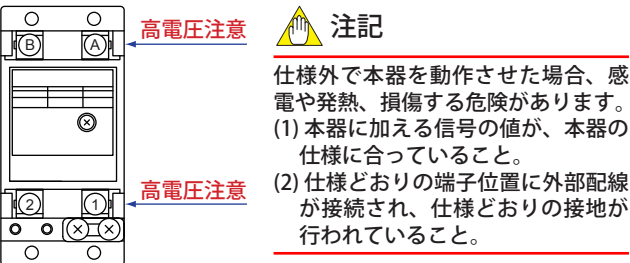 高電圧注意
B A
高電圧注意
2 1
注記
仕様外で本器を動作させた場合、感
電や発熱、損傷する危険があります。
(1) 本器に加える信号の値が、本器の
仕様に合っていること。
(2) 仕様どおりの端子位置に外部配線
が接続され、仕様どおりの接地が
行われていること。